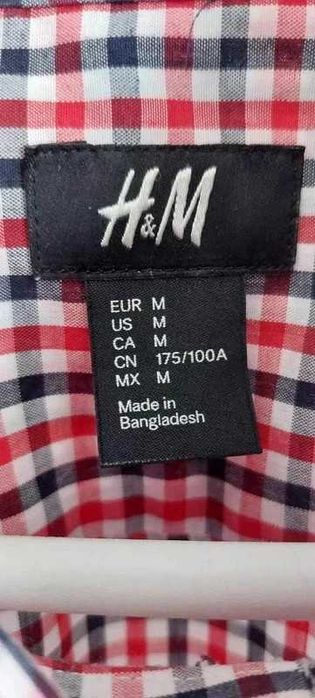 H&M
EUR M
US M
CA M
CN 175/100A
MX M
Made in
Bangladesh